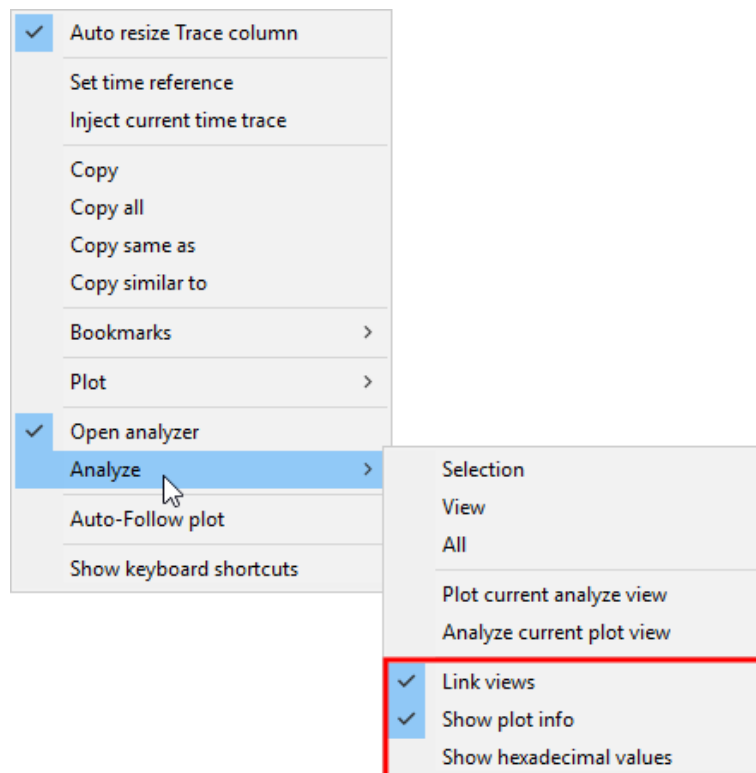 Auto resize Trace column
Set time reference
Inject current time trace
Copy
Copy all
Copy same as
Copy similar to
Bookmarks
Plot
Open analyzer
Analyze
Auto-Follow plot
Show keyboard shortcuts
Selection
View
All
Plot current analyze view
Analyze current plot view
Link views
Show plot info
Show hexadecimal values